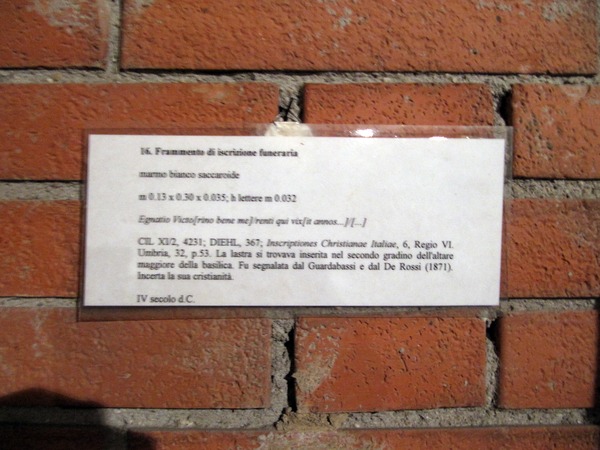 16. Frammento di iscrizione funeraria
marmo bianco saccaroide
m 0.13 x 0.30 x 0.035; h lettere m 0.032
Egnatio Victo[rino bene me]/renti qui vix[it annos...]/[...]
CIL XI/2, 4231; DIEHL, 367; Inscriptiones Christianae Italiae, 6, Regio VI.
Umbria, 32, p.53. La lastra si trovava inserita nel secondo gradino dell'altare
maggiore della basilica. Fu segnalata dal Guardabassi e dal De Rossi (1871).
Incerta la sua cristianità.
IV secolo d.C.